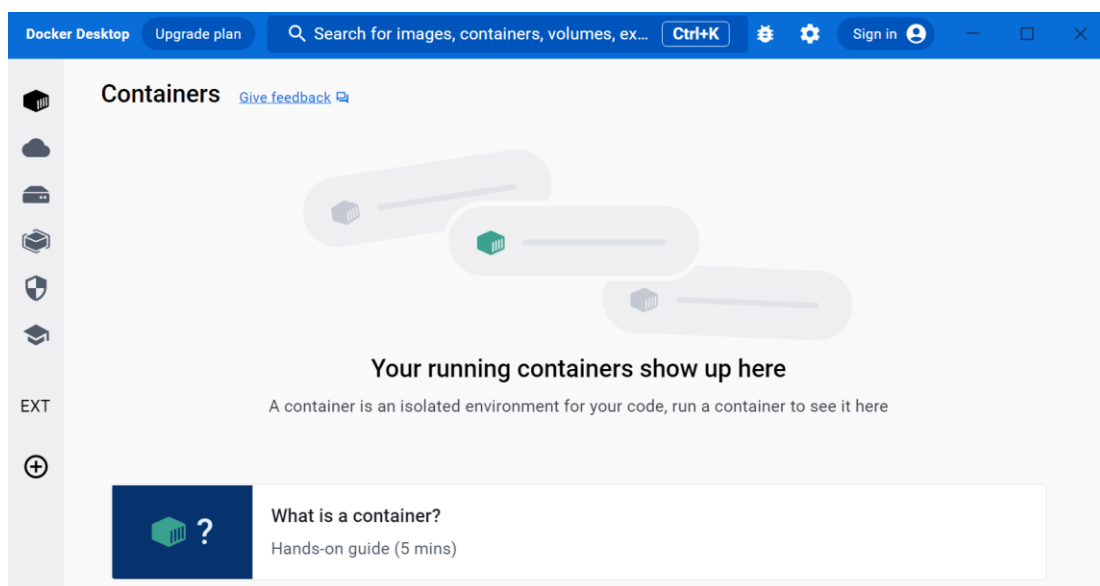 Docker Desktop Upgrade plan Search for images, containers, volumes, ex... Ctrl+K Sign in
Containers Give feedback
Your running containers show up here
EXT A container is an isolated environment for your code, run a container to see it here
? What is a container?
Hands-on guide (5 mins)